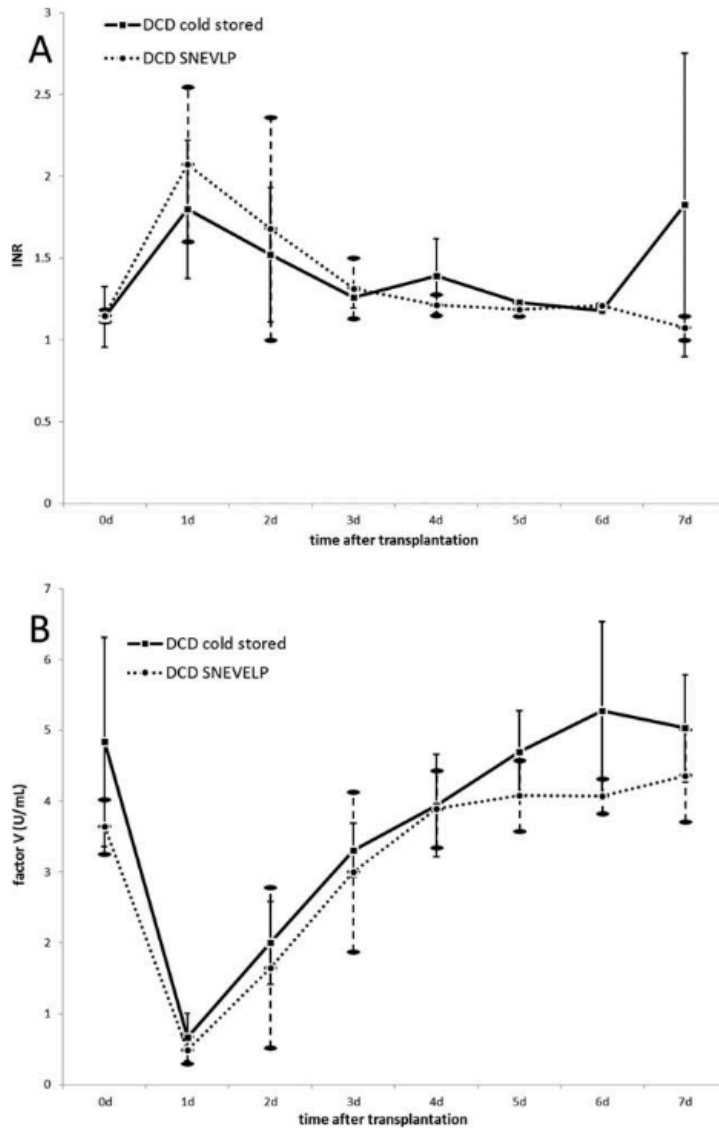 A
DCD cold stored
DCD SNEVLP
3
2.5
2
1.5
1
0.5
0
INR
0d 1d 2d 3d 4d 5d 6d 7d
time after transplantation
B
DCD cold stored
DCD SNEVELP
7
6
5
4
3
2
1
0
factor V (U/mL)
0d 1d 2d 3d 4d 5d 6d 7d
time after transplantation